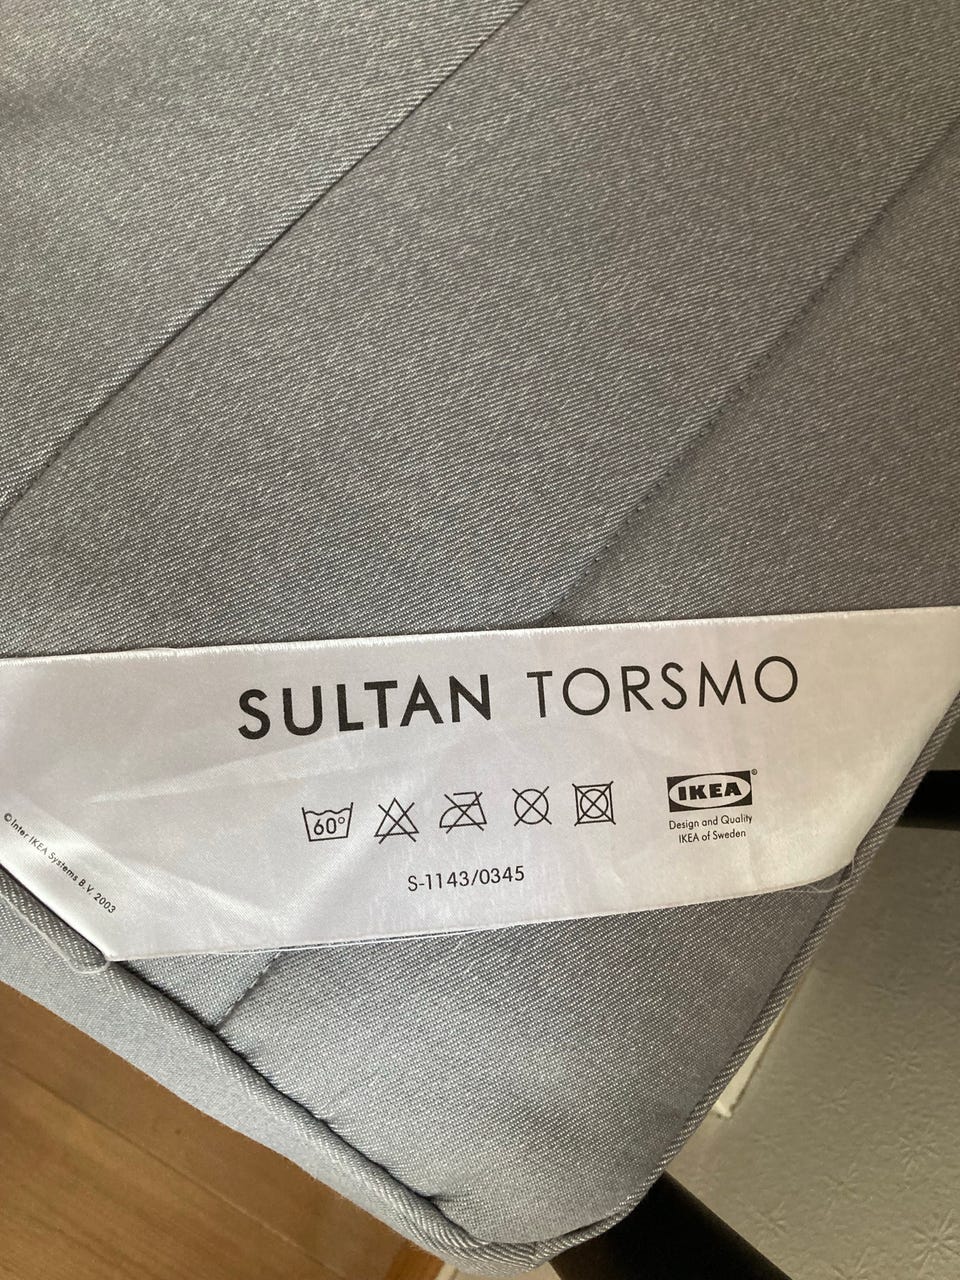 SULTAN TORSMO
60°
IKEA®
Design and Quality
IKEA of Sweden
S-1143/0345
©Inter IKEA Systems B.V. 2003